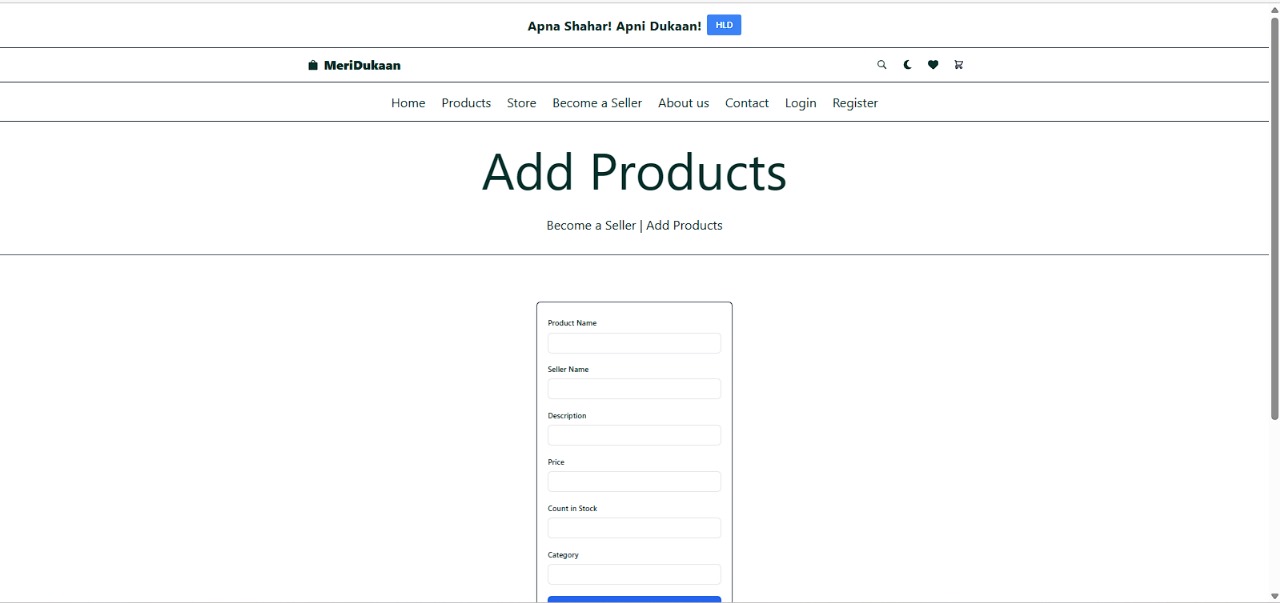 Apna Shahar! Apni Dukaan! HLD
MeriDukaan
Home Products Store Become a Seller About us Contact Login Register
Add Products
Become a Seller | Add Products
Product Name
Seller Name
Description
Price
Count in Stock
Category